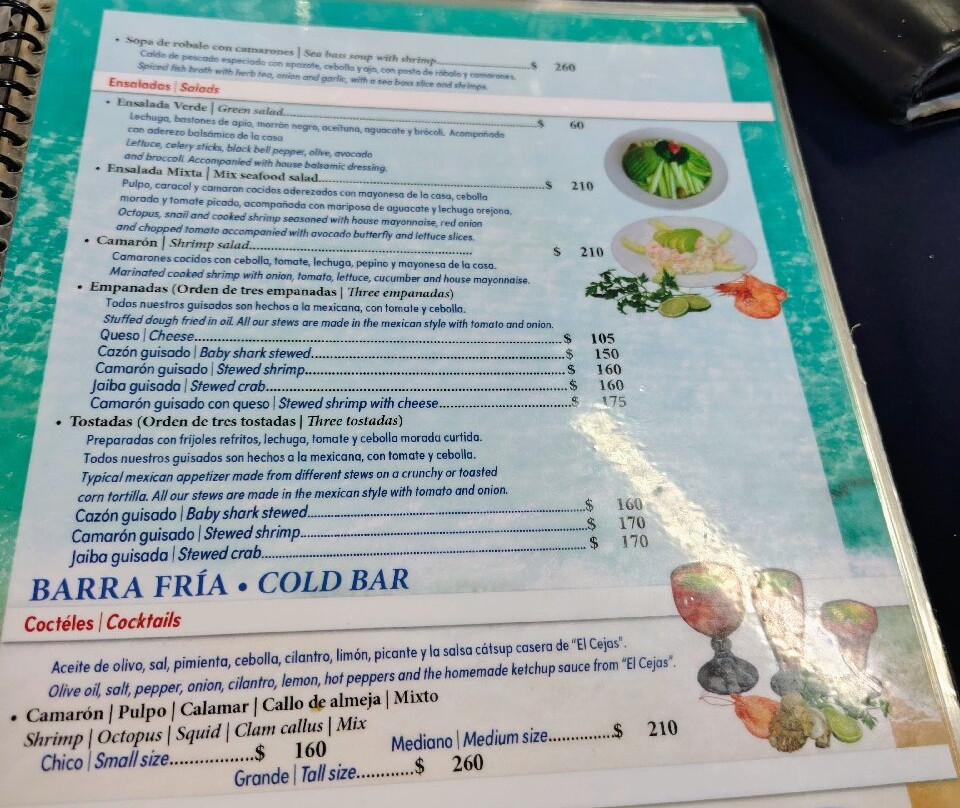 • Sopa de robalo con camarones | Sea bass soup with shrimp.....$ 260
Caldo de pescado especiado con epazote, cebolla y ajo, con posta de róbalo y camarones.
Spiced fish broth with herb tea, onion and garlic, with a sea bass slice and shrimps.
Ensaladas | Salads
• Ensalada Verde | Green salad.....$ 60
Lechuga, bastones de apio, morrón negro, aceituna, aguacate y brócoli. Acompañada
con aderezo balsámico de la casa
Lettuce, celery sticks, black bell pepper, olive, avocado
and broccoli. Accompanied with house balsamic dressing.
• Ensalada Mixta | Mix seafood salad.....$ 210
Pulpo, caracol y camaron cocidos aderezados con mayonesa de la casa, cebolla
morada y tomate picado, acompañada con mariposa de aguacate y lechuga orejona.
Octopus, snail and cooked shrimp seasoned with house mayonnaise, red onion
and chopped tomato accompanied with avocado butterfly and lettuce slices.
• Camarón | Shrimp salad.....$ 210
Camarones cocidos con cebolla, tomate, lechuga, pepino y mayonesa de la casa.
Marinated cooked shrimp with onion, tomato, lettuce, cucumber and house mayonnaise.
• Empanadas (Orden de tres empanadas | Three empanadas)
Todos nuestros guisados son hechos a la mexicana, con tomate y cebolla.
Stuffed dough fried in oil. All our stews are made in the mexican style with tomato and onion.
Queso | Cheese.....$ 105
Cazón guisado | Baby shark stewed.....$ 150
Camarón guisado | Stewed shrimp.....$ 160
Jaiba guisada | Stewed crab.....$ 160
Camarón guisado con queso | Stewed shrimp with cheese.....$ 175
• Tostadas (Orden de tres tostadas | Three tostadas)
Preparadas con frijoles refritos, lechuga, tomate y cebolla morada curtida.
Todos nuestros guisados son hechos a la mexicana, con tomate y cebolla.
Typical mexican appetizer made from different stews on a crunchy or toasted
corn tortilla. All our stews are made in the mexican style with tomato and onion.
Cazón guisado | Baby shark stewed.....$ 160
Camarón guisado | Stewed shrimp.....$ 170
Jaiba guisada | Stewed crab.....$ 170
BARRA FRÍA • COLD BAR
Coctéles | Cocktails
Aceite de olivo, sal, pimienta, cebolla, cilantro, limón, picante y la salsa cátsup casera de "El Cejas".
Olive oil, salt, pepper, onion, cilantro, lemon, hot peppers and the homemade ketchup sauce from "El Cejas".
• Camarón | Pulpo | Calamar | Callo de almeja | Mixto
Shrimp | Octopus | Squid | Clam callus | Mix
Chico | Small size.....$ 160 Mediano | Medium size.....$ 210
Grande | Tall size.....$ 260